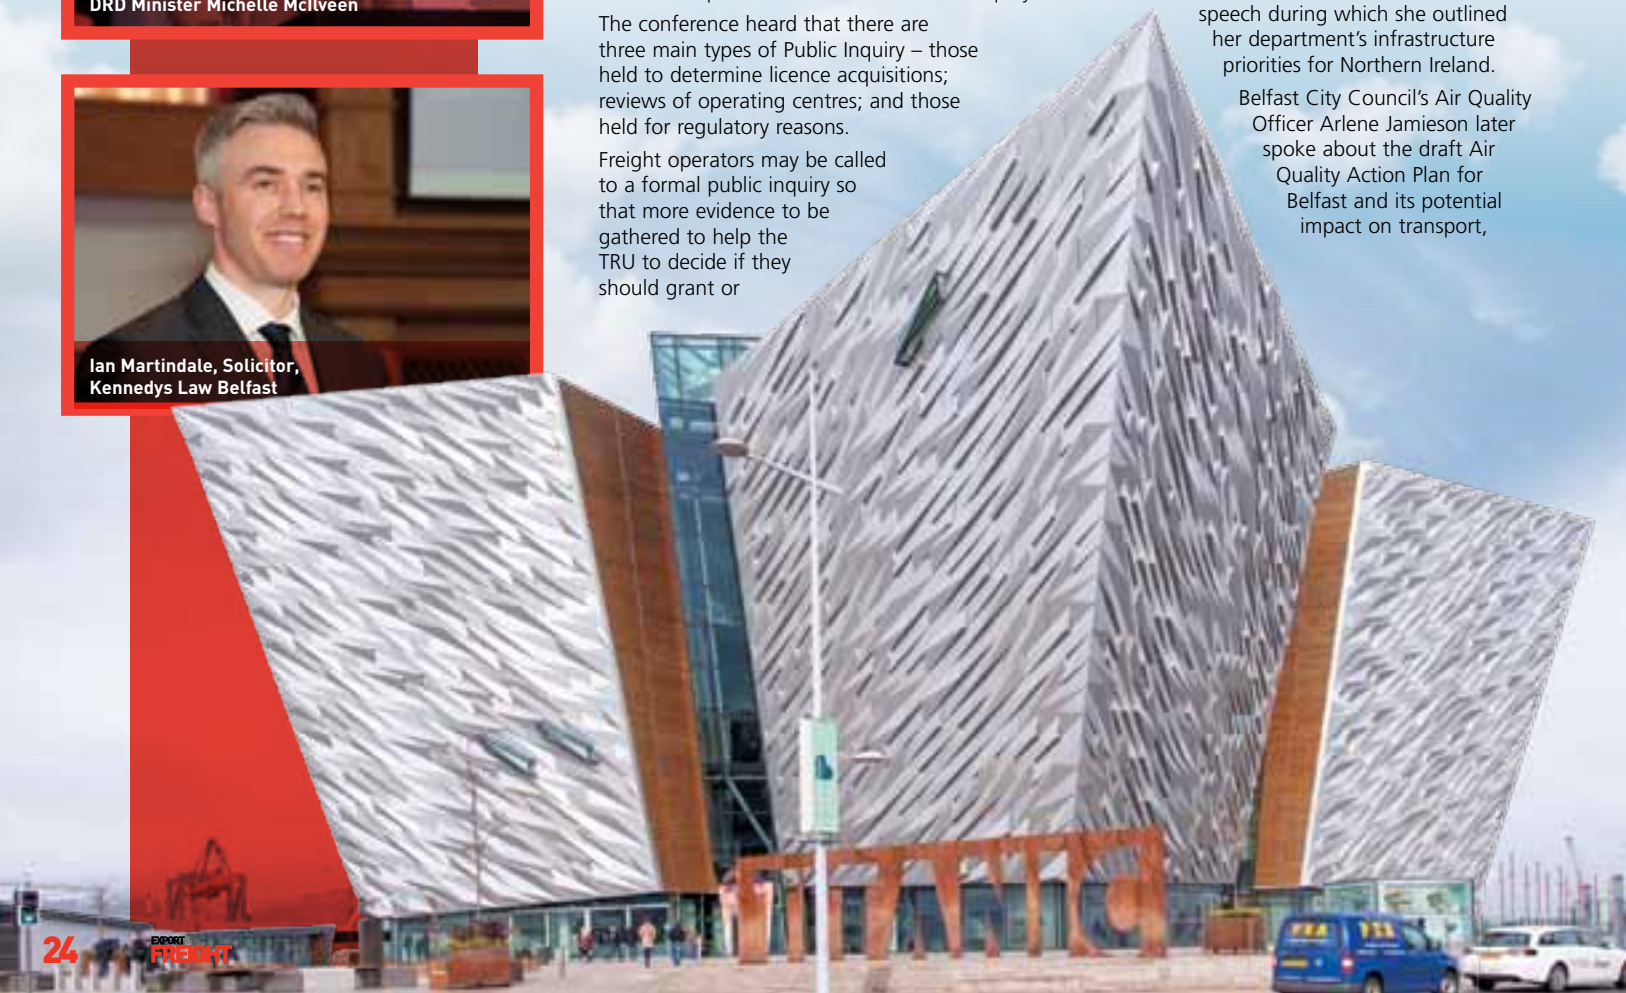 DRD Minister Michelle McIlveen
Ian Martindale, Solicitor,
Kennedys Law Belfast
The conference heard that there are
three main types of Public Inquiry – those
held to determine licence acquisitions;
reviews of operating centres; and those
held for regulatory reasons.
Freight operators may be called
to a formal public inquiry so
that more evidence to be
gathered to help the
TRU to decide if they
should grant or
speech during which she outlined
her department's infrastructure
priorities for Northern Ireland.
Belfast City Council's Air Quality
Officer Arlene Jamieson later
spoke about the draft Air
Quality Action Plan for
Belfast and its potential
impact on transport,
TITANIC
24
EXPORT
FREIGHT